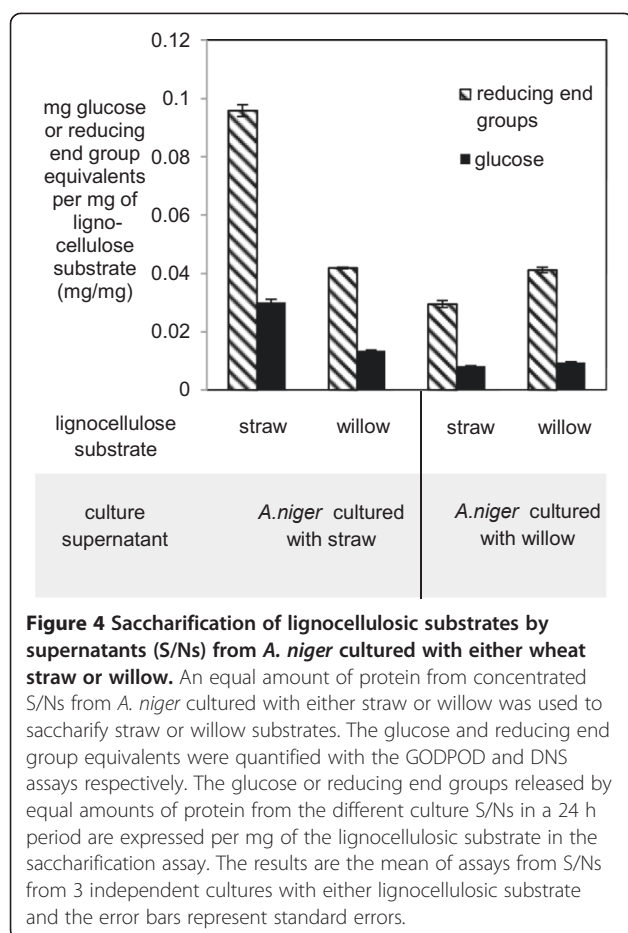 0.12
mg glucose
or reducing
end group
equivalents
per mg of
ligno-
cellulose
substrate
(mg/mg)
0.1
0.08
0.06
0.04
0.02
0
reducing end
groups
glucose
lignocellulose
substrate
straw willow straw willow
culture
supernatant
A.niger cultured
with straw
A.niger cultured
with willow
Figure 4 Saccharification of lignocellulosic substrates by
supernatants (S/Ns) from A. niger cultured with either wheat
straw or willow. An equal amount of protein from concentrated
S/Ns from A. niger cultured with either straw or willow was used to
saccharify straw or willow substrates. The glucose and reducing end
group equivalents were quantified with the GODPOD and DNS
assays respectively. The glucose or reducing end groups released by
equal amounts of protein from the different culture S/Ns in a 24 h
period are expressed per mg of the lignocellulosic substrate in the
saccharification assay. The results are the mean of assays from S/Ns
from 3 independent cultures with either lignocellulosic substrate
and the error bars represent standard errors.